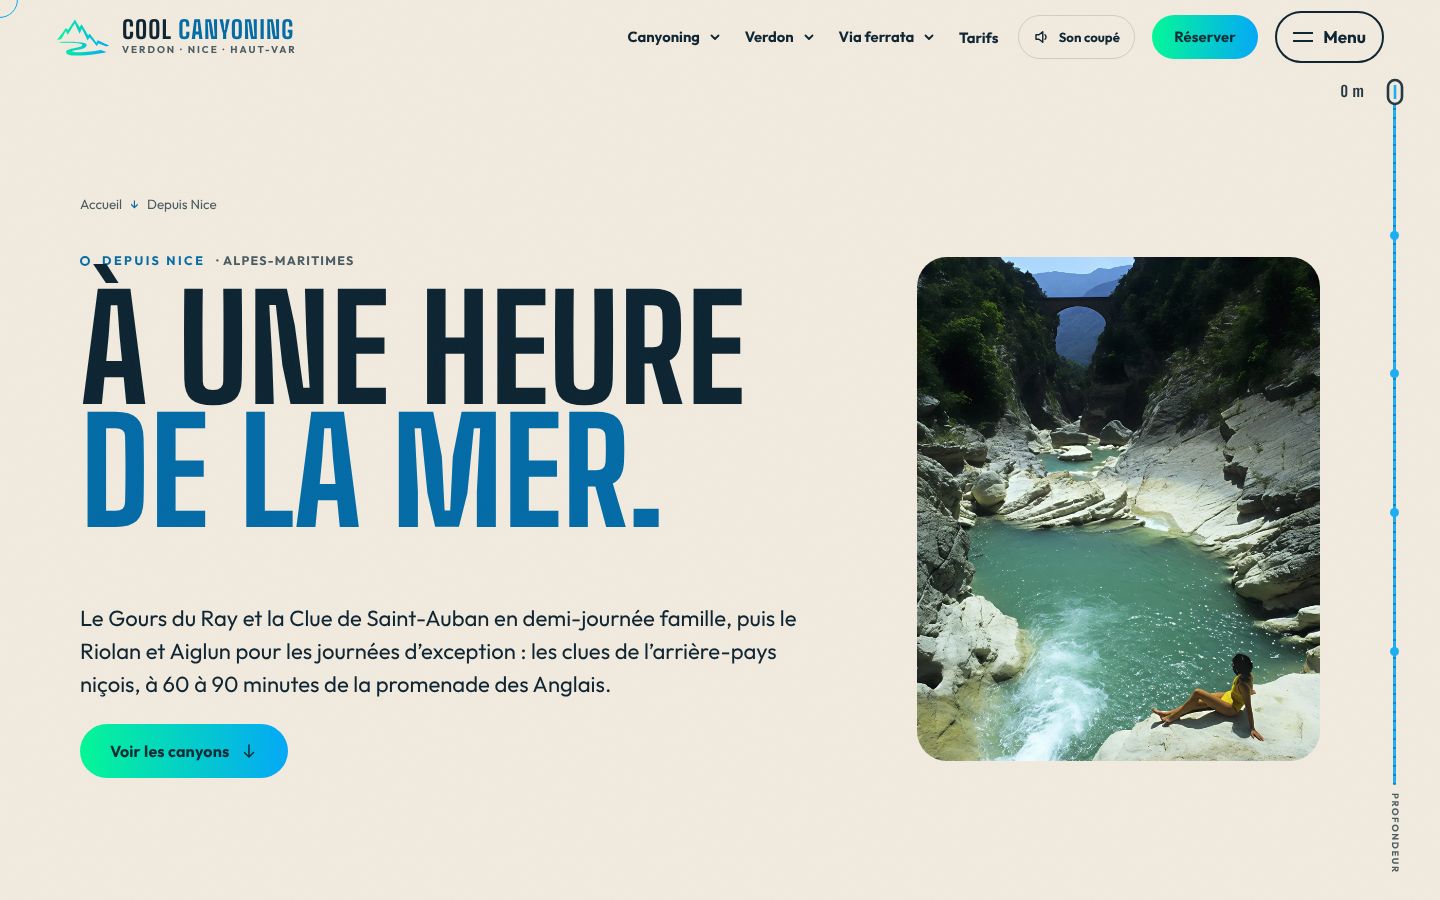 COOL CANYONING
VERDON · NICE · HAUT-VAR
Canyoning
Verdon
Via ferrata
Tarifs
Son coupé
Réserver
Menu
0 m
Accueil ↓ Depuis Nice
DEPUIS NICE · ALPES-MARITIMES
À UNE HEURE
DE LA MER.
Le Gours du Ray et la Clue de Saint-Auban en demi-journée famille, puis le
Riolan et Aiglun pour les journées d’exception : les clues de l’arrière-pays
niçois, à 60 à 90 minutes de la promenade des Anglais.
Voir les canyons ↓
PROFONDEUR